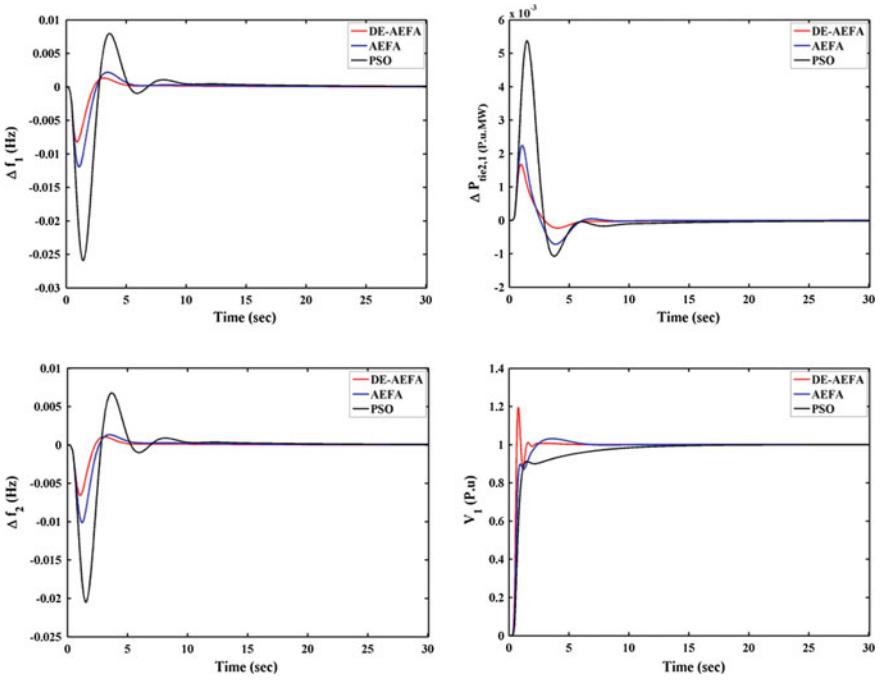 0.01
0.005
0
-0.005
-0.01
-0.015
-0.02
-0.025
-0.03
Δ f1 (Hz)
0 5 10 15 20 25 30
Time (sec)
DE-AEFA
AEFA
PSO
x 10-3
6
5
4
3
2
1
0
-1
-2
Δ Ptie2,1 (P.u.MW)
0 5 10 15 20 25 30
Time (sec)
DE-AEFA
AEFA
PSO
0.01
0.005
0
-0.005
-0.01
-0.015
-0.02
-0.025
Δ f2 (Hz)
0 5 10 15 20 25 30
Time (sec)
DE-AEFA
AEFA
PSO
1.4
1.2
1
0.8
0.6
0.4
0.2
0
V1 (P.u)
0 5 10 15 20 25 30
Time (sec)
DE-AEFA
AEFA
PSO